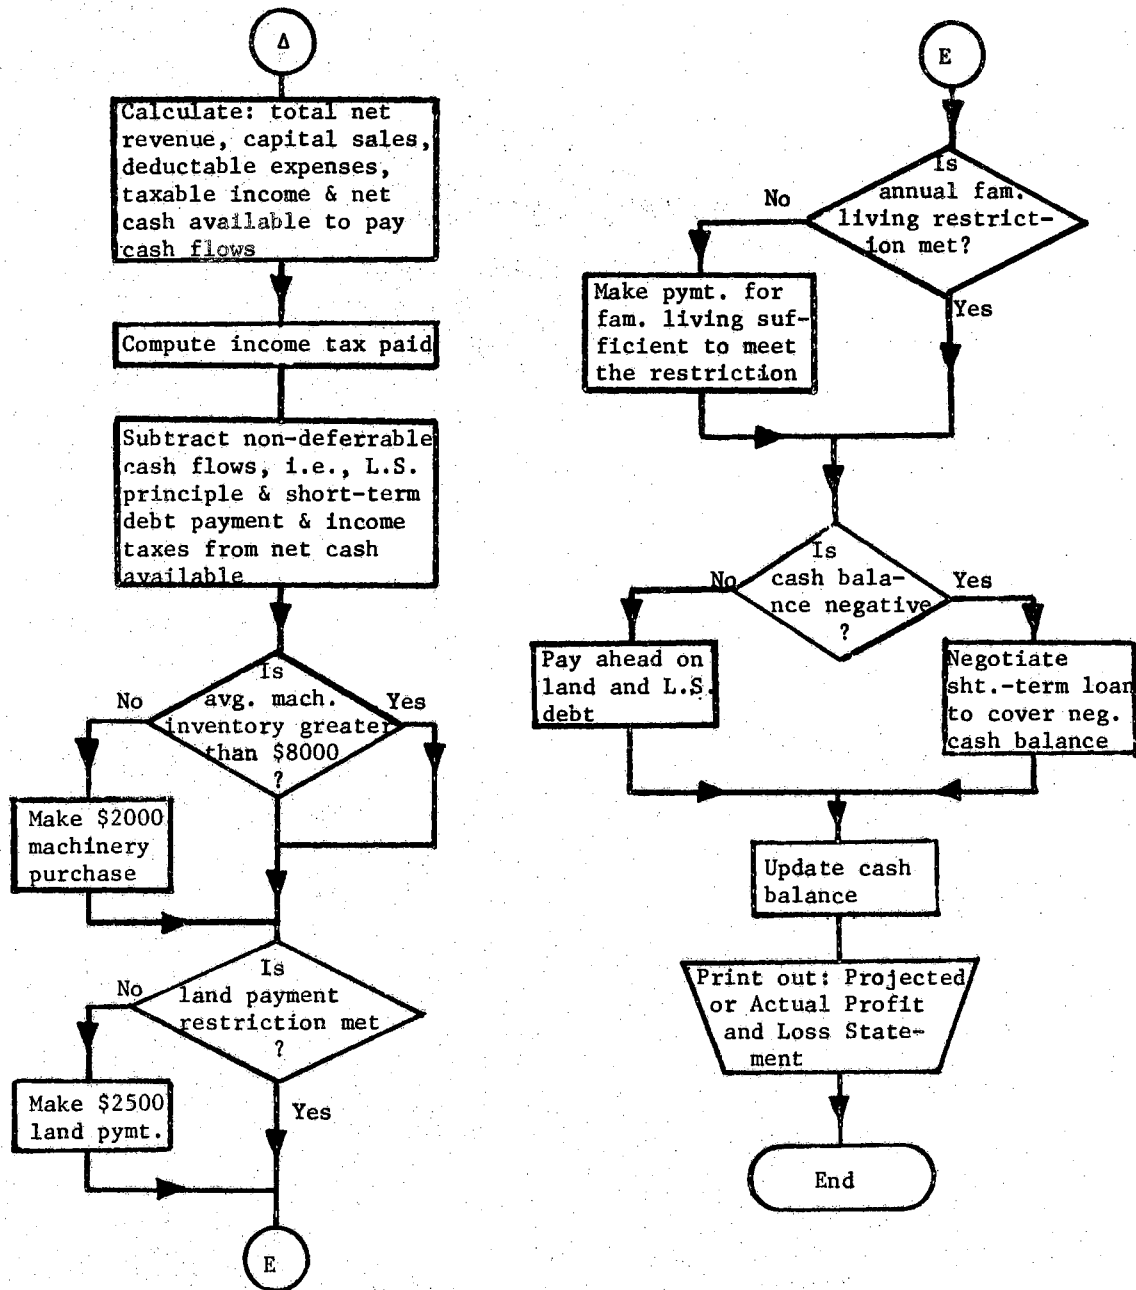 Δ
Calculate: total net
revenue, capital sales,
deductable expenses,
taxable income & net
cash available to pay
cash flows
Compute income tax paid
Subtract non-deferrable
cash flows, i.e., L.S.
principle & short-term
debt payment & income
taxes from net cash
available
Is
avg. mach.
inventory greater
than $8000
?
No
Yes
Make $2000
machinery
purchase
Is
land payment
restriction met
?
No
Yes
Make $2500
land pymt.
E
E
Is
annual fam.
living restrict-
ion met?
No
Yes
Make pymt. for
fam. living suf-
ficient to meet
the restriction
Is
cash bala-
nce negative
?
No
Yes
Pay ahead on
land and L.S.
debt
Negotiate
sht.-term loan
to cover neg.
cash balance
Update cash
balance
Print out: Projected
or Actual Profit
and Loss State-
ment
End